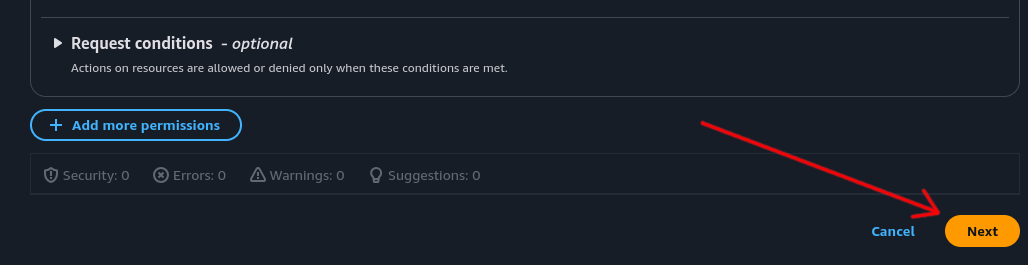 Request conditions - optional
Actions on resources are allowed or denied only when these conditions are met.
Add more permissions
Security: 0 Errors: 0 Warnings: 0 Suggestions: 0
Cancel Next